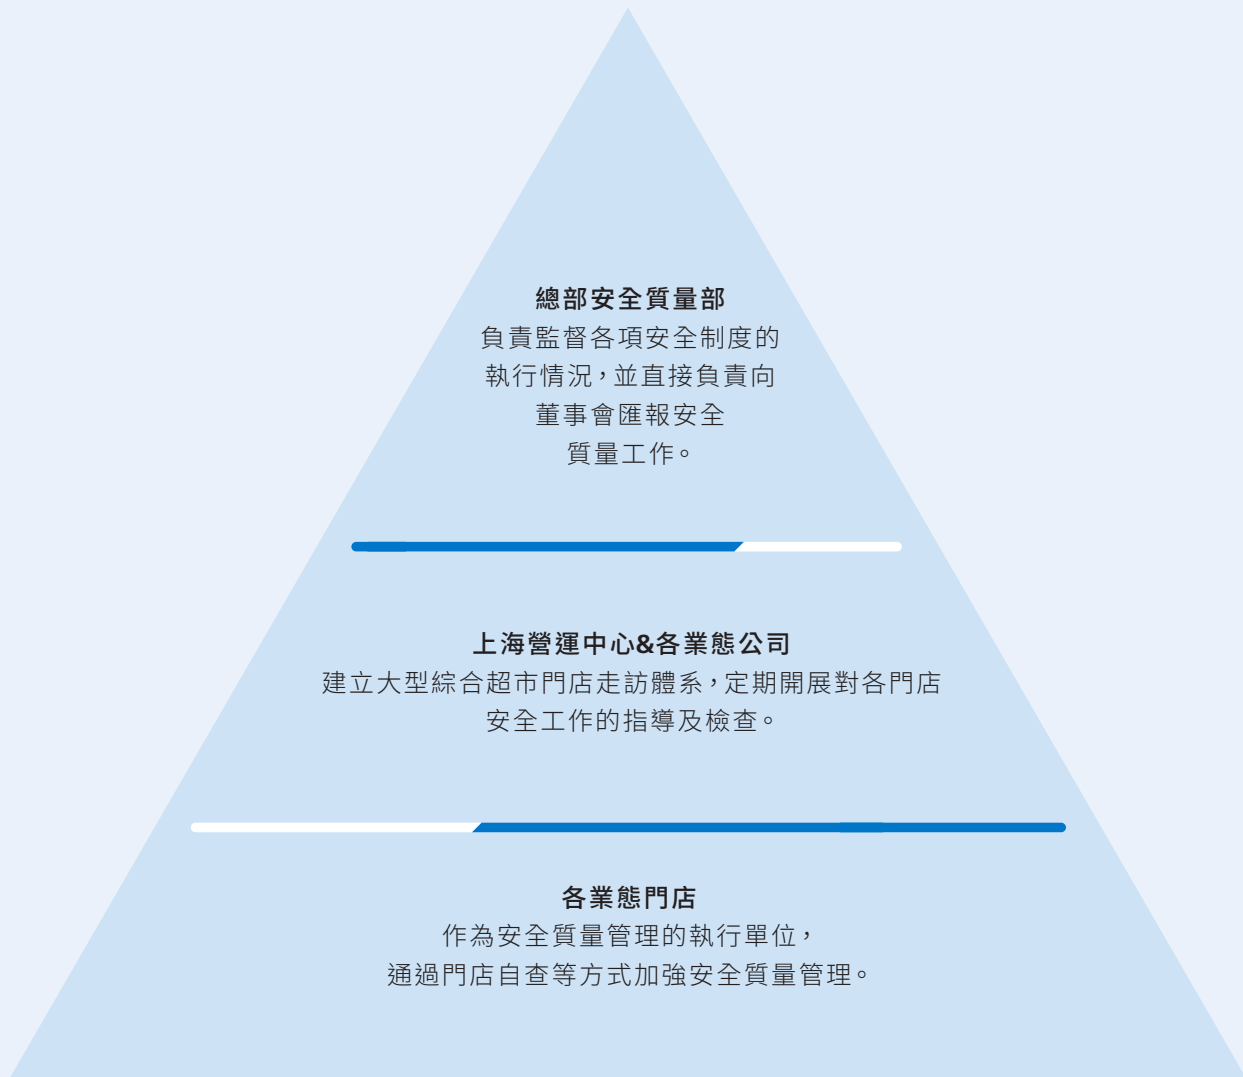 總部安全質量部
負責監督各項安全制度的
執行情況，並直接負責向
董事會匯報安全
質量工作。
上海營運中心&各業態公司
建立大型綜合超市門店走訪體系，定期開展對各門店
安全工作的指導及檢查。
各業態門店
作為安全質量管理的執行單位，
通過門店自查等方式加強安全質量管理。